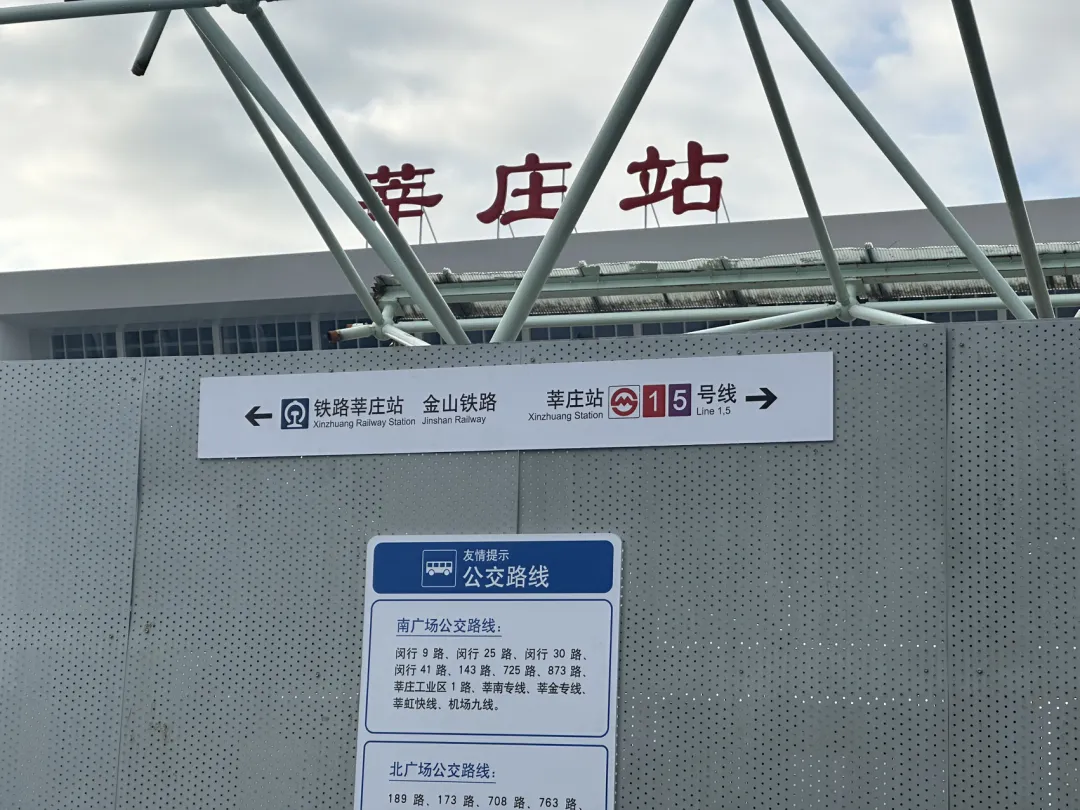 莘庄站
铁路莘庄站 金山铁路
Xinzhuang Railway Station Jinshan Railway
莘庄站 1 5 号线
Xinzhuang Station Line 1,5
友情提示
公交路线
南广场公交路线：
闵行 9 路、闵行 25 路、闵行 30 路、
闵行 41 路、143 路、725 路、873 路、
莘庄工业区 1 路、莘南专线、莘金专线、
莘虹快线、机场九线。
北广场公交路线：
189 路、173 路、708 路、763 路、